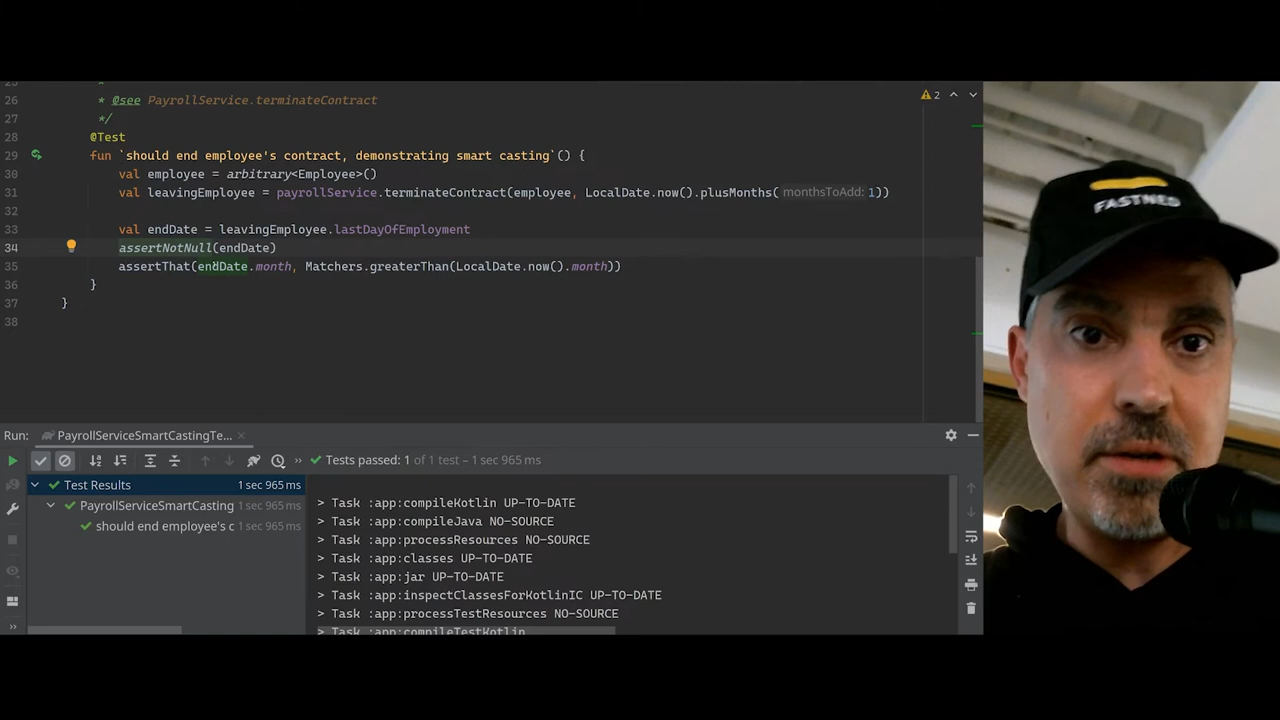 26 * @see PayrollService.terminateContract
27 */
28 @Test
29 fun `should end employee's contract, demonstrating smart casting`() {
30 val employee = arbitrary<Employee>()
31 val leavingEmployee = payrollService.terminateContract(employee, LocalDate.now().plusMonths( monthsToAdd: 1))
32
33 val endDate = leavingEmployee.lastDayOfEmployment
34 assertNotNull(endDate)
35 assertThat(endDate.month, Matchers.greaterThan(LocalDate.now().month))
36 }
37 }
38
2
FASTNED
Run: PayrollServiceSmartCastingTe...
Tests passed: 1 of 1 test – 1 sec 965 ms
Test Results 1 sec 965 ms
PayrollServiceSmartCasting 1 sec 965 ms
should end employee's c 1 sec 965 ms
> Task :app:compileKotlin UP-TO-DATE
> Task :app:compileJava NO-SOURCE
> Task :app:processResources NO-SOURCE
> Task :app:classes UP-TO-DATE
> Task :app:jar UP-TO-DATE
> Task :app:inspectClassesForKotlinIC UP-TO-DATE
> Task :app:processTestResources NO-SOURCE
> Task :app:compileTestKotlin